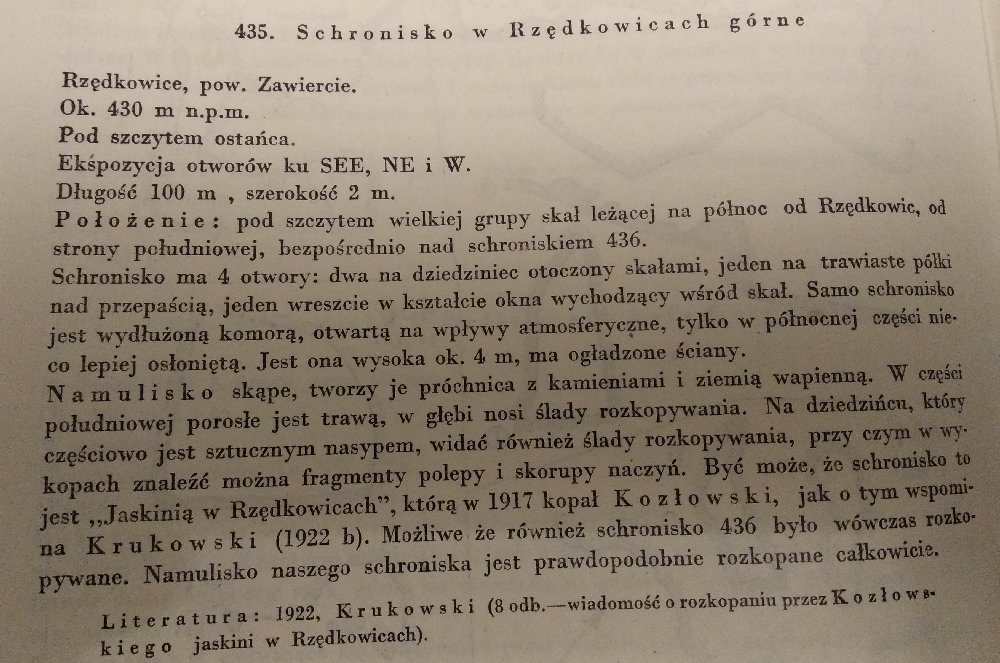 435. Schronisko w Rzędkowicach górne
Rzędkowice, pow. Zawiercie.
Ok. 430 m n.p.m.
Pod szczytem ostańca.
Ekśpozycja otworów ku SEE, NE i W.
Długość 100 m , szerokość 2 m.
Położenie: pod szczytem wielkiej grupy skał leżącej na północ od Rzędkowic, od
strony południowej, bezpośrednio nad schroniskiem 436.
Schronisko ma 4 otwory: dwa na dziedziniec otoczony skałami, jeden na trawiaste półki
nad przepaścią, jeden wreszcie w kształcie okna wychodzący wśród skał. Samo schronisko
jest wydłużoną komorą, otwartą na wpływy atmosferyczne, tylko w północnej części nie-
co lepiej osłoniętą. Jest ona wysoka ok. 4 m, ma ogładzone ściany.
Namulisko skąpe, tworzy je próchnica z kamieniami i ziemią wapienną. W części
południowej porosłe jest trawą, w głębi nosi ślady rozkopywania. Na dziedzińcu, który
częściowo jest sztucznym nasypem, widać również ślady rozkopywania, przy czym w wy-
kopach znaleźć można fragmenty polepy i skorupy naczyń. Być może, że schronisko to
jest „Jaskinią w Rzędkowicach”, którą w 1917 kopał Kozłowski, jak o tym wspomi-
na Krukowski (1922 b). Możliwe że również schronisko 436 było wówczas rozko-
pywane. Namulisko naszego schroniska jest prawdopodobnie rozkopane całkowicie.
Literatura: 1922, Krukowski (8 odb.—wiadomość o rozkopaniu przez Kozłows-
kiego jaskini w Rzędkowicach).